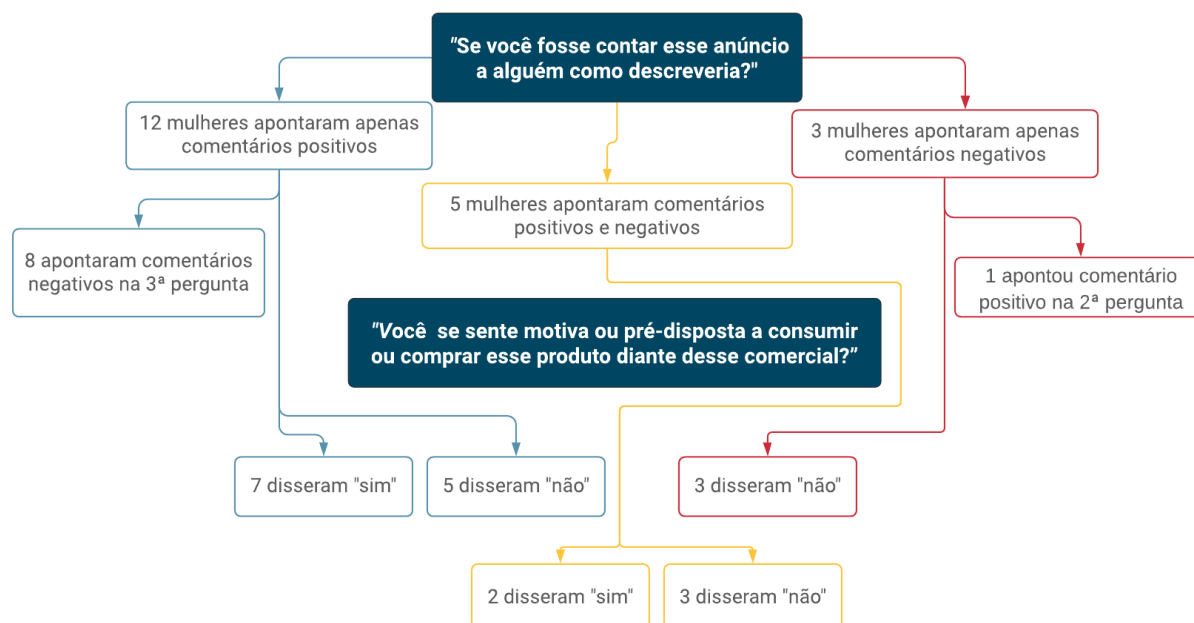 "Se você fosse contar esse anúncio
a alguém como descreveria?"
12 mulheres apontaram apenas
comentários positivos
3 mulheres apontaram apenas
comentários negativos
5 mulheres apontaram comentários
positivos e negativos
8 apontaram comentários
negativos na 3ª pergunta
1 apontou comentário
positivo na 2ª pergunta
"Você se sente motiva ou pré-disposta a consumir
ou comprar esse produto diante desse comercial?"
7 disseram "sim"
5 disseram "não"
3 disseram "não"
2 disseram "sim"
3 disseram "não"